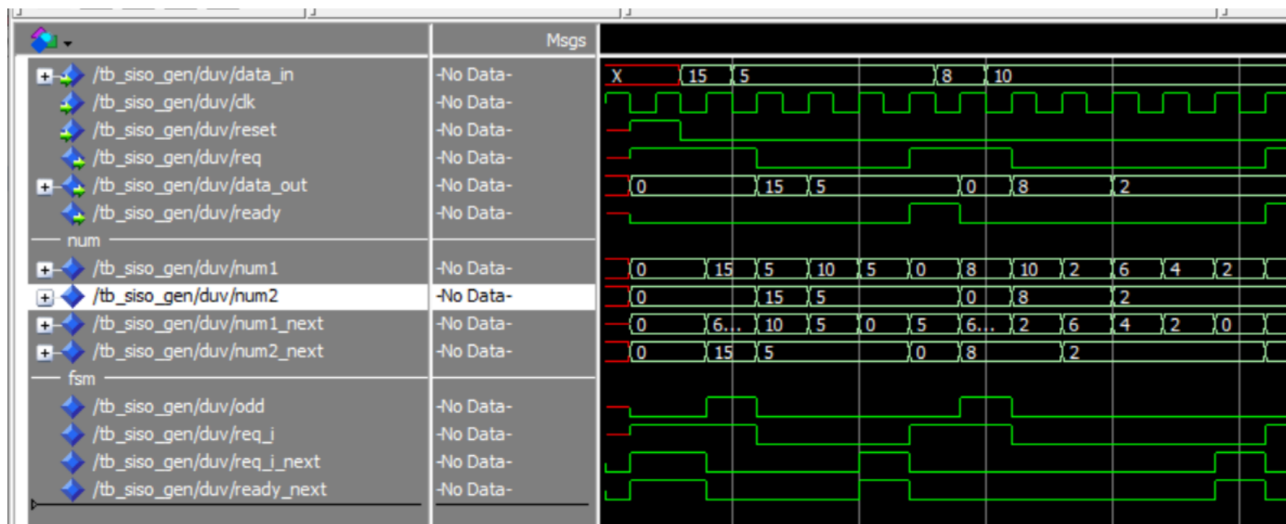 Msgs
/tb_siso_gen/duv/data_in -No Data- X 15 5 8 10
/tb_siso_gen/duv/clk -No Data-
/tb_siso_gen/duv/reset -No Data-
/tb_siso_gen/duv/req -No Data-
/tb_siso_gen/duv/data_out -No Data- 0 15 5 0 8 2
/tb_siso_gen/duv/ready -No Data-
num
/tb_siso_gen/duv/num1 -No Data- 0 15 5 10 5 0 8 10 2 6 4 2
/tb_siso_gen/duv/num2 -No Data- 0 15 5 0 8 2
/tb_siso_gen/duv/num1_next -No Data- 0 6... 10 5 0 5 6... 2 6 4 2 0
/tb_siso_gen/duv/num2_next -No Data- 0 15 5 0 8 2
fsm
/tb_siso_gen/duv/odd -No Data-
/tb_siso_gen/duv/req_i -No Data-
/tb_siso_gen/duv/req_i_next -No Data-
/tb_siso_gen/duv/ready_next -No Data-